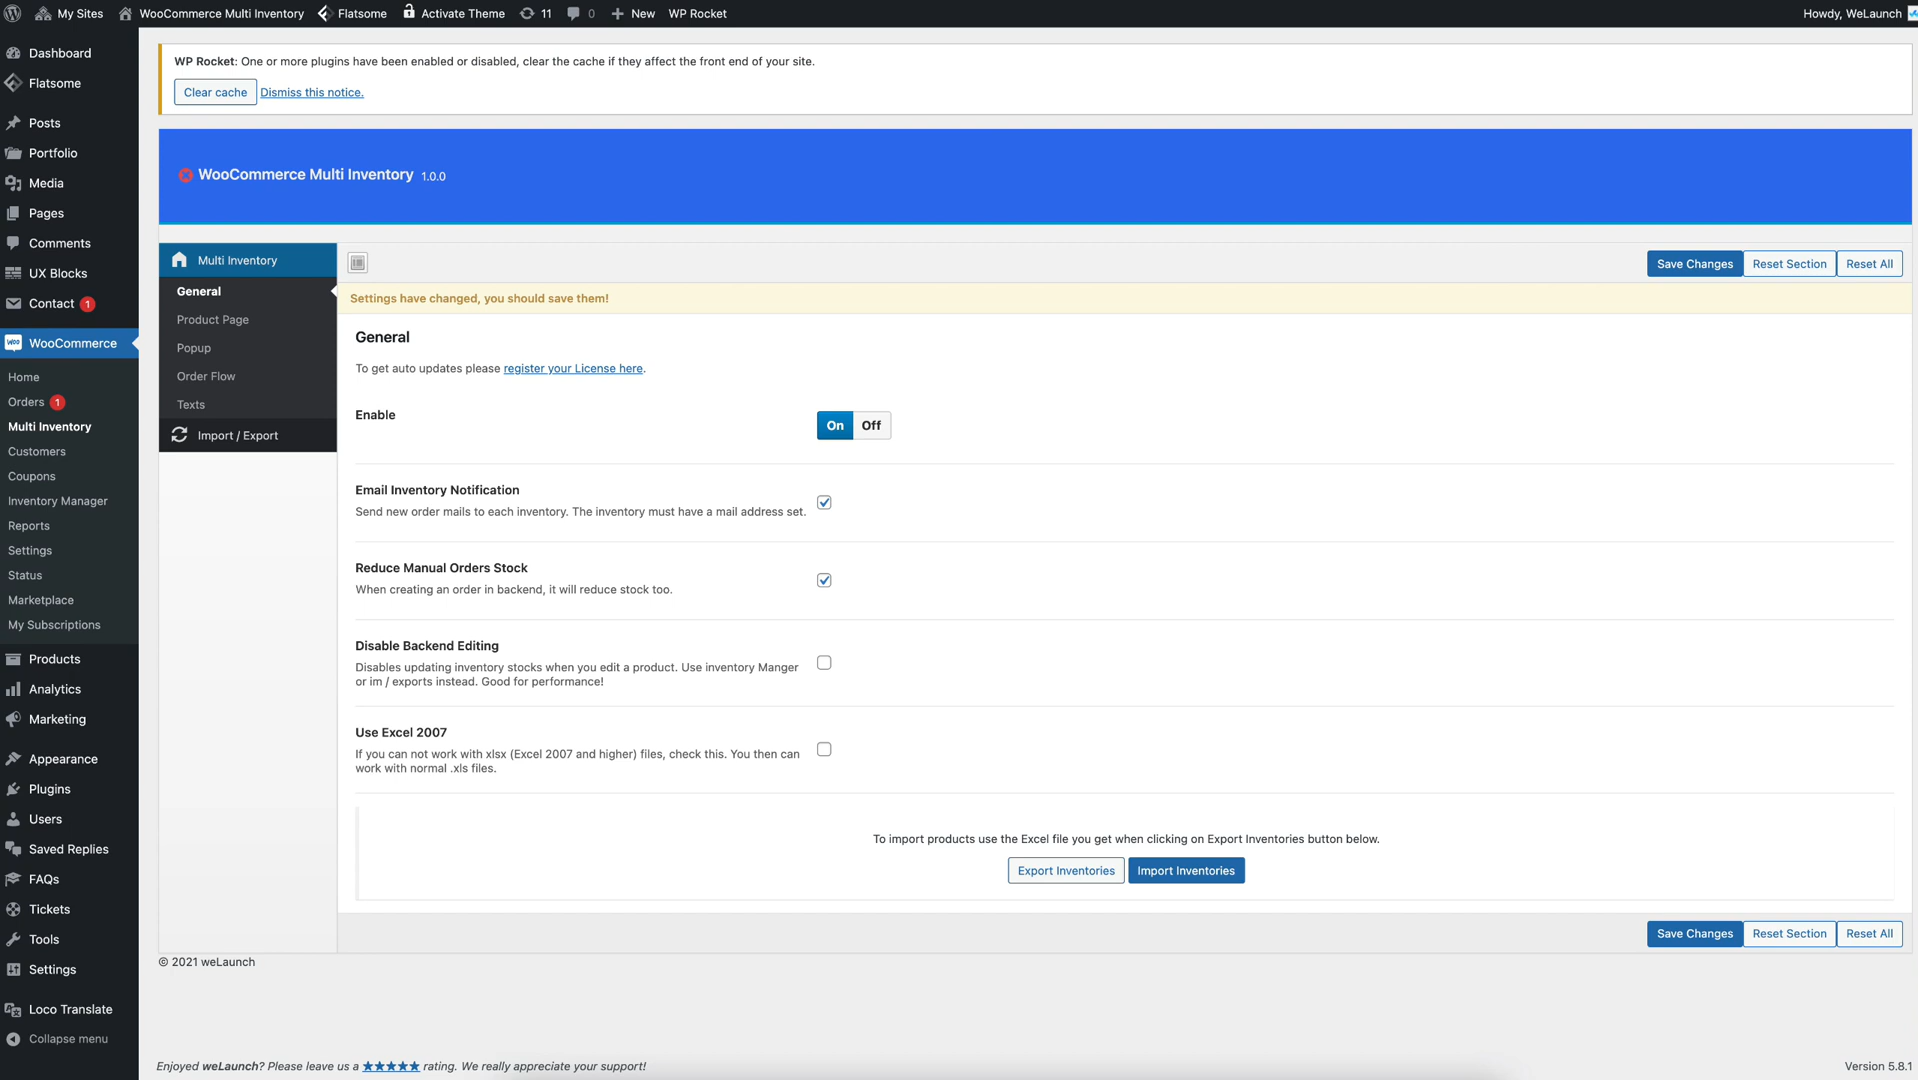 My Sites WooCommerce Multi Inventory Flatsome Activate Theme 11 0 New WP Rocket Howdy, WeLaunch
Dashboard
Flatsome
Posts
Portfolio
Media
Pages
Comments
UX Blocks
Contact 1
WooCommerce
Home
Orders 1
Multi Inventory
Customers
Coupons
Inventory Manager
Reports
Settings
Status
Marketplace
My Subscriptions
Products
Analytics
Marketing
Appearance
Plugins
Users
Saved Replies
FAQs
Tickets
Tools
Settings
Loco Translate
Collapse menu
WP Rocket: One or more plugins have been enabled or disabled, clear the cache if they affect the front end of your site.
Clear cache Dismiss this notice.
WooCommerce Multi Inventory 1.0.0
Multi Inventory
General
Product Page
Popup
Order Flow
Texts
Import / Export
Save Changes Reset Section Reset All
Settings have changed, you should save them!
General
To get auto updates please register your License here.
Enable
On Off
Email Inventory Notification
Send new order mails to each inventory. The inventory must have a mail address set.
Reduce Manual Orders Stock
When creating an order in backend, it will reduce stock too.
Disable Backend Editing
Disables updating inventory stocks when you edit a product. Use inventory Manger
or im / exports instead. Good for performance!
Use Excel 2007
If you can not work with xlsx (Excel 2007 and higher) files, check this. You then can
work with normal .xls files.
To import products use the Excel file you get when clicking on Export Inventories button below.
Export Inventories Import Inventories
Save Changes Reset Section Reset All
© 2021 weLaunch
Enjoyed weLaunch? Please leave us a ★★★★★ rating. We really appreciate your support!
Version 5.8.1